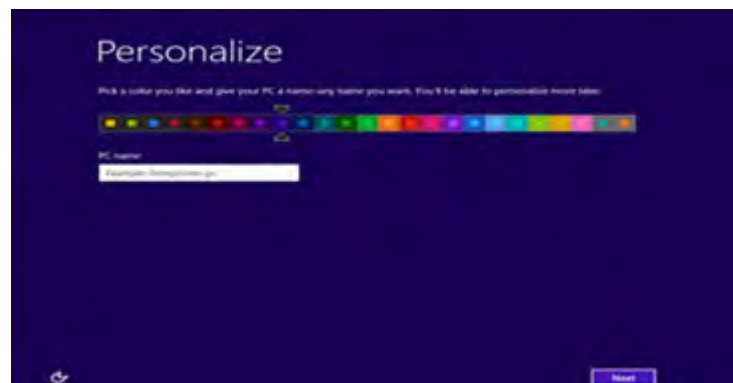 Personalize
Pick a color you like and give your PC a name-any name you want. You'll be able to personalize more later.
PC name
Next